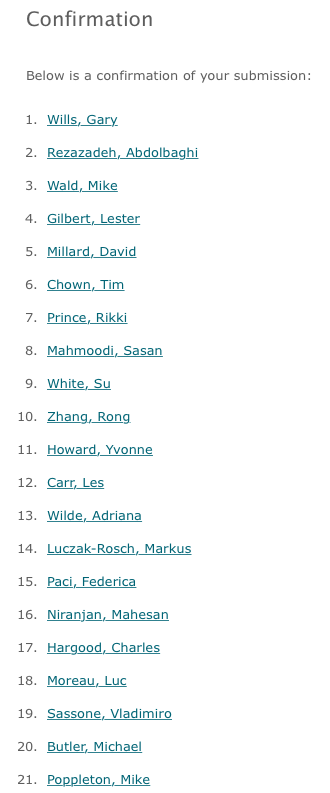 Confirmation
Below is a confirmation of your submission:
1. Wills, Gary
2. Rezazadeh, Abdolbaghi
3. Wald, Mike
4. Gilbert, Lester
5. Millard, David
6. Chown, Tim
7. Prince, Rikki
8. Mahmoodi, Sasan
9. White, Su
10. Zhang, Rong
11. Howard, Yvonne
12. Carr, Les
13. Wilde, Adriana
14. Luczak-Rosch, Markus
15. Paci, Federica
16. Niranjan, Mahesan
17. Hargood, Charles
18. Moreau, Luc
19. Sassone, Vladimiro
20. Butler, Michael
21. Poppleton, Mike